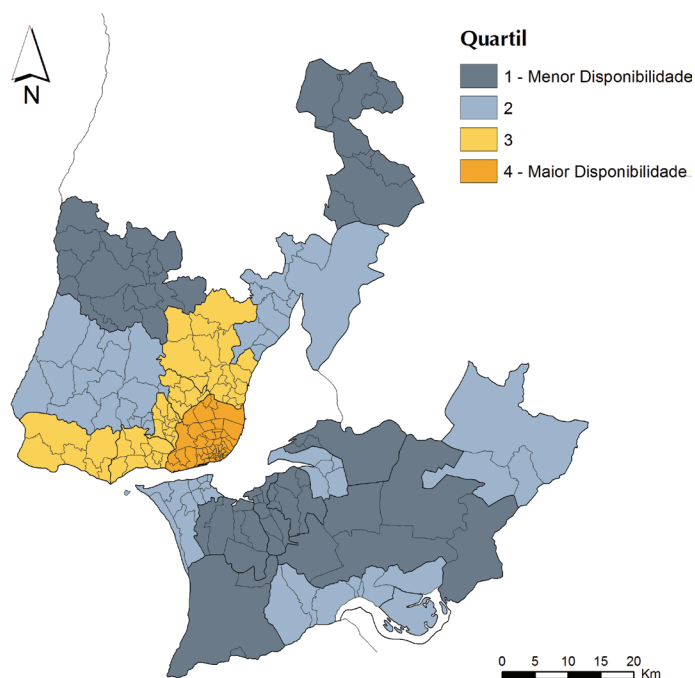 N
Quartil
1 - Menor Disponibilidade
2
3
4 - Maior Disponibilidade
0 5 10 15 20
Km